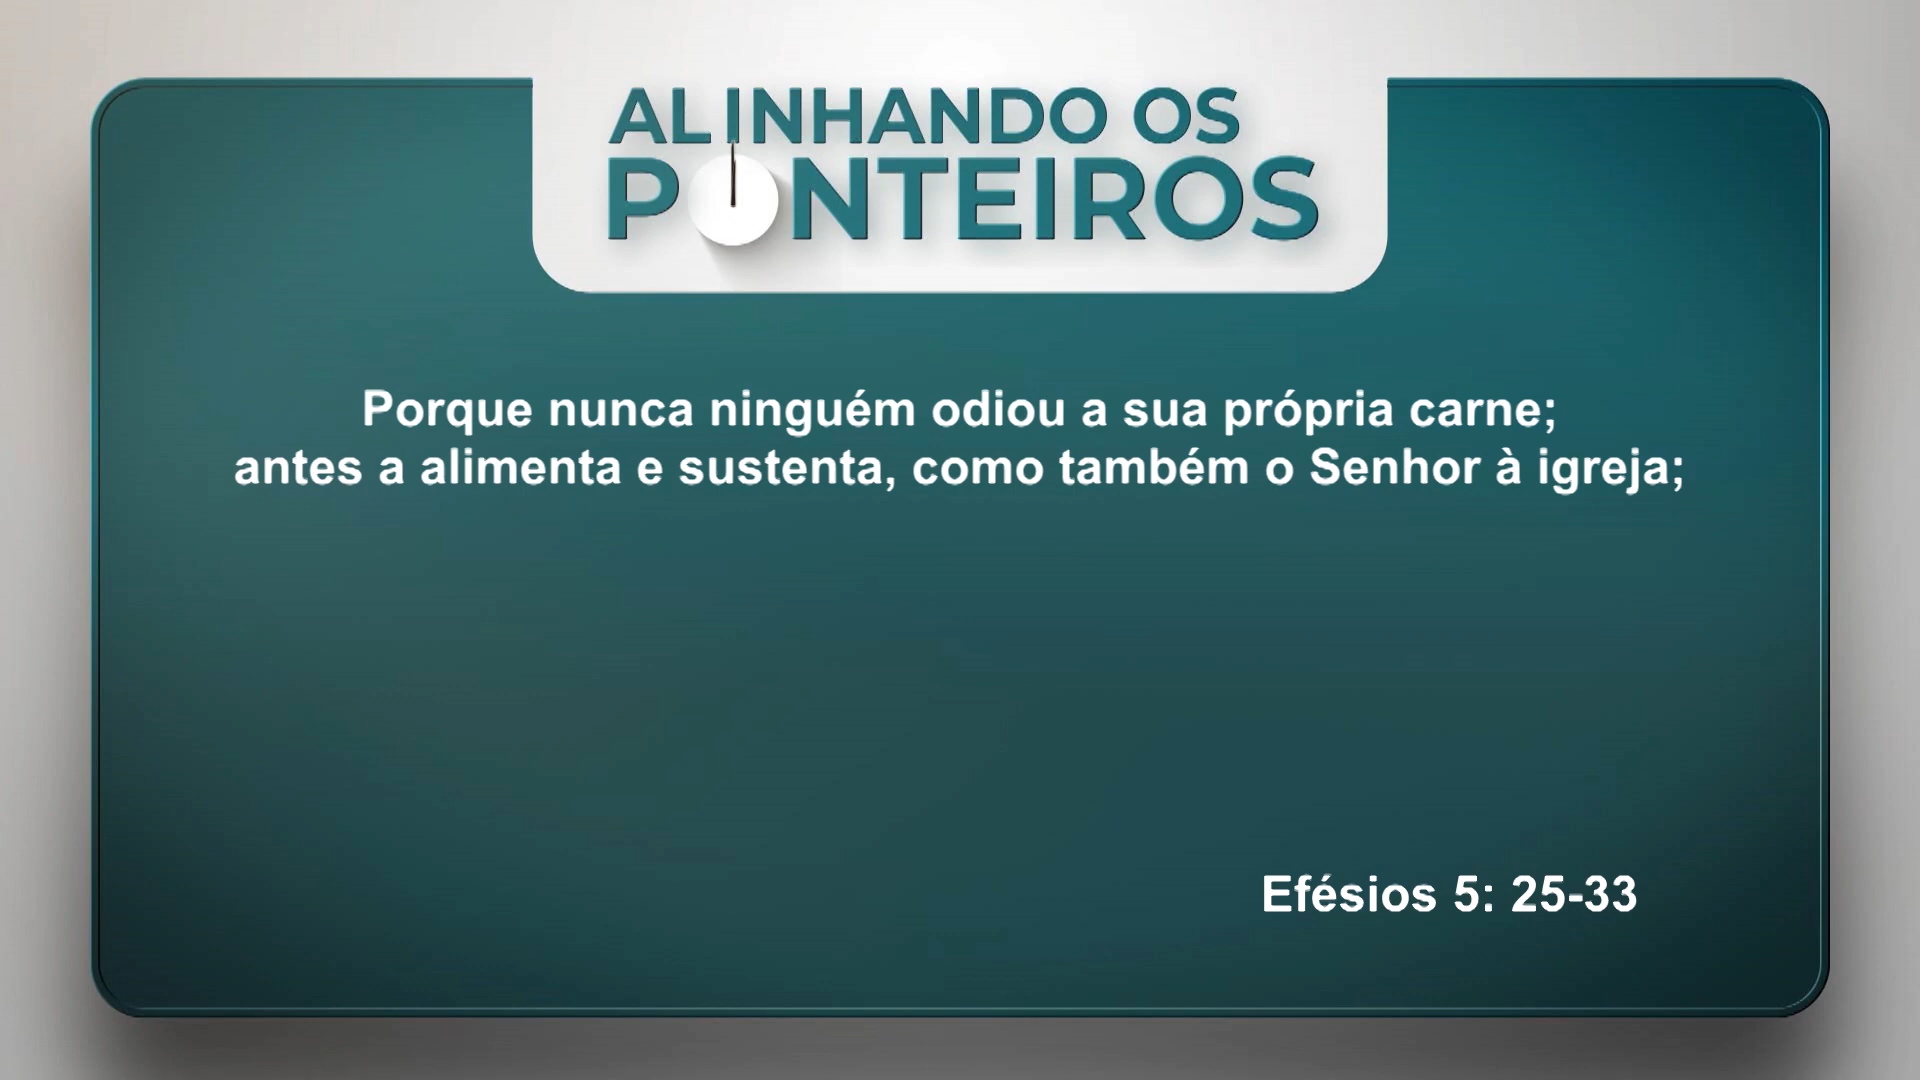 ALINHANDO OS
PONTEIROS
Porque nunca ninguém odiou a sua própria carne;
antes a alimenta e sustenta, como também o Senhor à igreja;
Efésios 5: 25-33